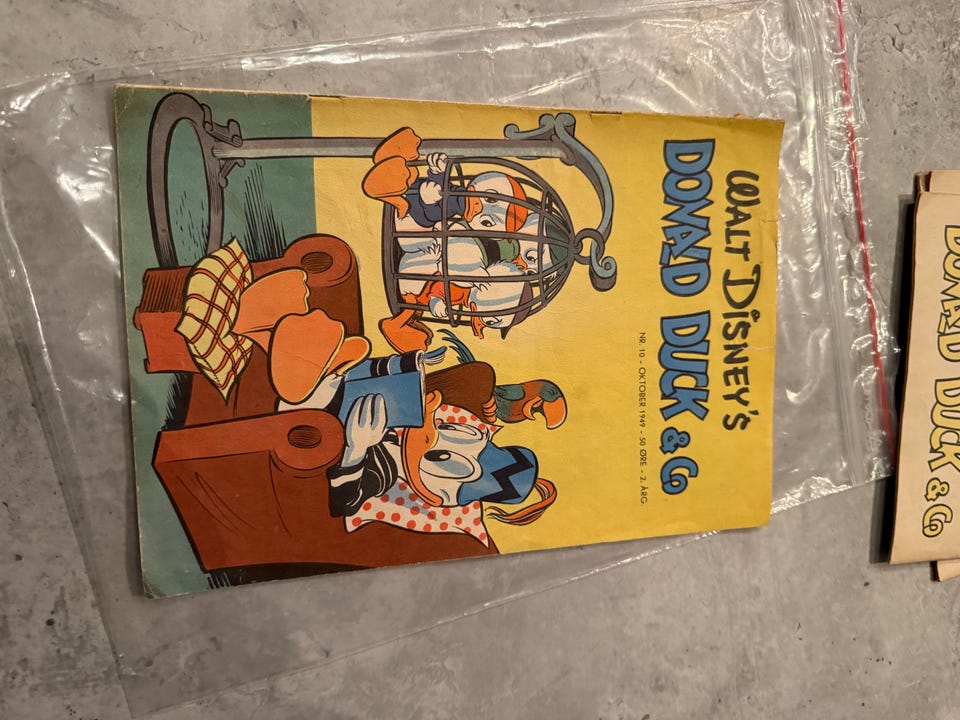 WALT DISNEY'S
DONALD DUCK & Co
NR. 10 - OKTOBER 1949 - 50 ØRE - 2. ÅRG.
DONALD DUCK & Co